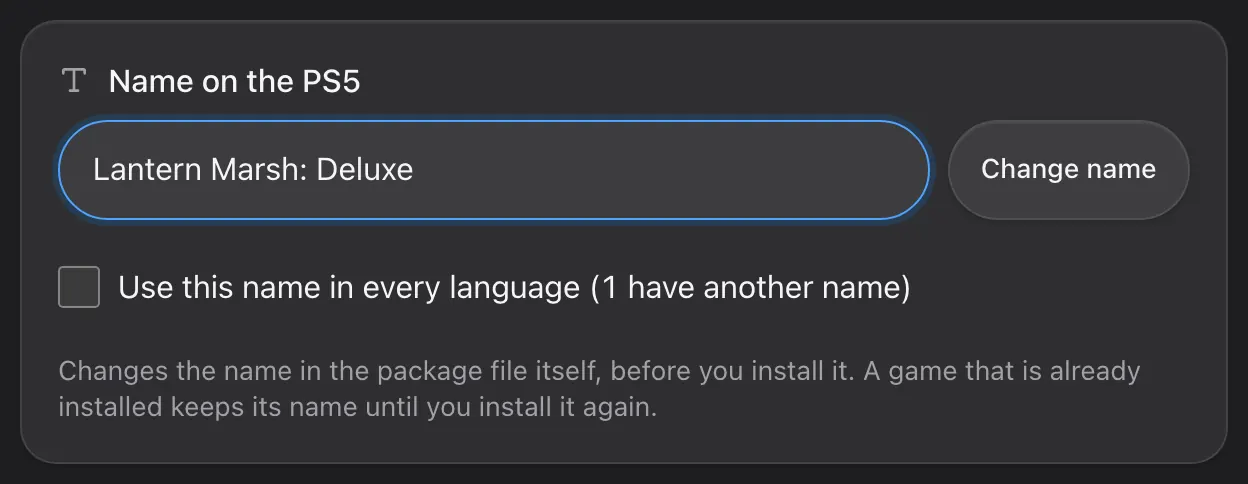 Name on the PS5
Lantern Marsh: Deluxe
Change name
Use this name in every language (1 have another name)
Changes the name in the package file itself, before you install it. A game that is already
installed keeps its name until you install it again.